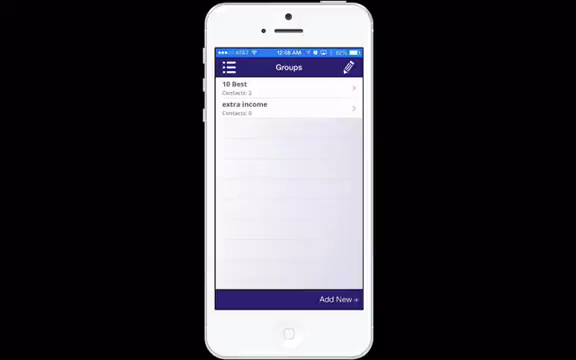 AT&T 12:08 AM 82%
Groups
10 Best
Contacts: 2
extra income
Contacts: 0
Add New +